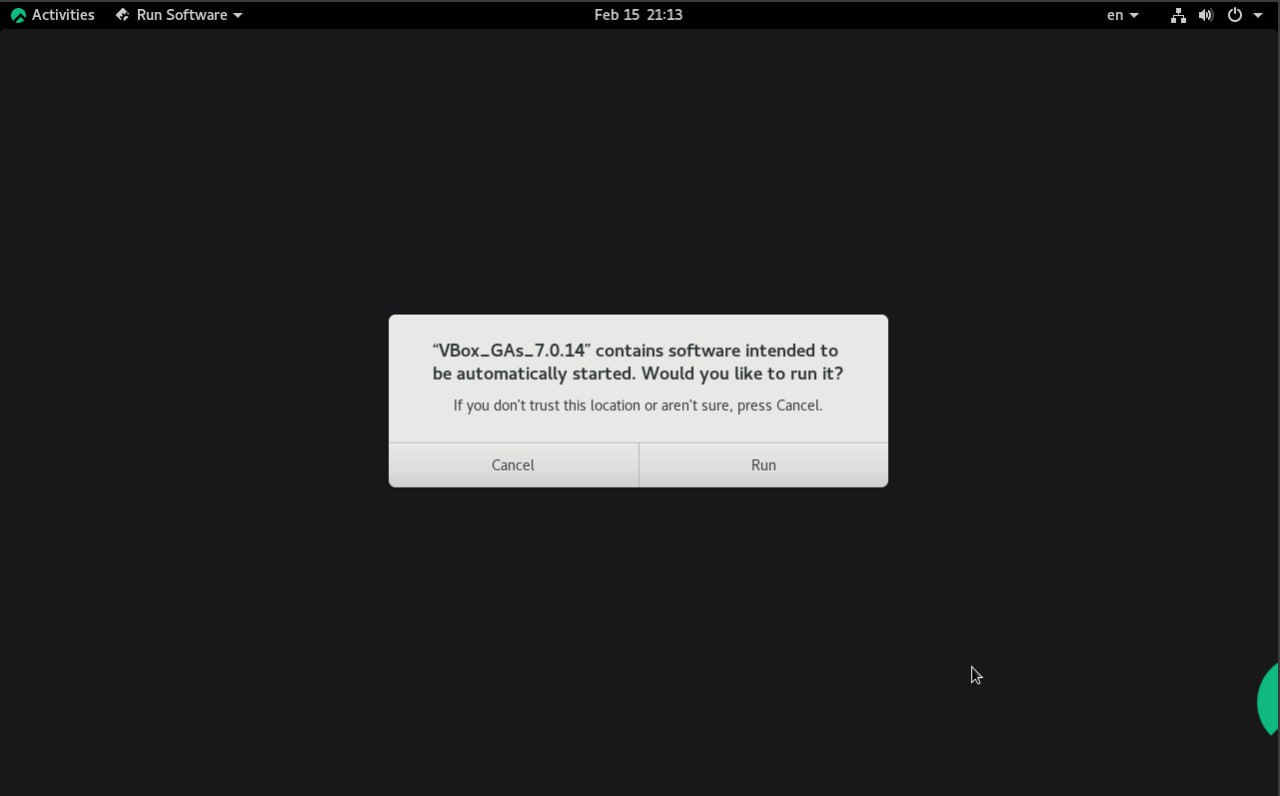 Activities Run Software Feb 15 21:13 en
“VBox_GAs_7.0.14” contains software intended to
be automatically started. Would you like to run it?
If you don’t trust this location or aren’t sure, press Cancel.
Cancel Run